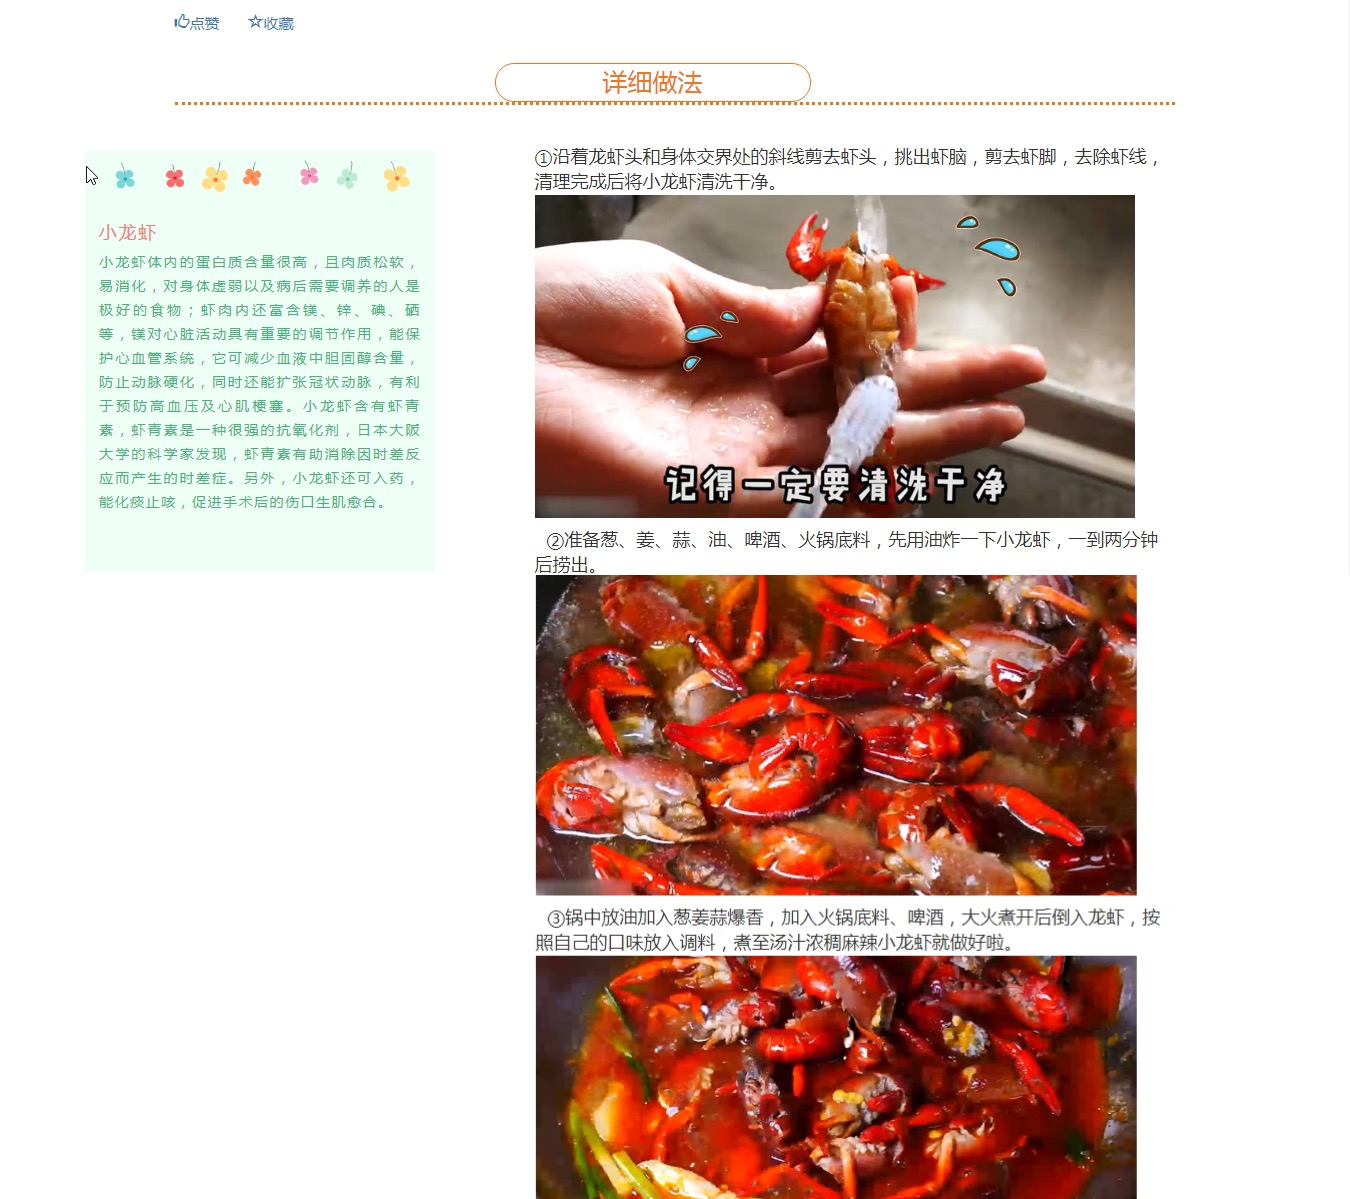 点赞 收藏
详细做法
小龙虾
小龙虾体内的蛋白质含量很高，且肉质松软，
易消化，对身体虚弱以及病后需要调养的人是
极好的食物；虾肉内还富含镁、锌、碘、硒
等，镁对心脏活动具有重要的调节作用，能保
护心血管系统，它可减少血液中胆固醇含量，
防止动脉硬化，同时还能扩张冠状动脉，有利
于预防高血压及心肌梗塞。小龙虾含有虾青
素，虾青素是一种很强的抗氧化剂，日本大阪
大学的科学家发现，虾青素有助消除因时差反
应而产生的时差症。另外，小龙虾还可入药，
能化痰止咳，促进手术后的伤口生肌愈合。
①沿着龙虾头和身体交界处的斜线剪去虾头，挑出虾脑，剪去虾脚，去除虾线，
清理完成后将小龙虾清洗干净。
记得一定要清洗干净
②准备葱、姜、蒜、油、啤酒、火锅底料，先用油炸一下小龙虾，一到两分钟
后捞出。
③锅中放油加入葱姜蒜爆香，加入火锅底料、啤酒，大火煮开后倒入龙虾，按
照自己的口味放入调料，煮至汤汁浓稠麻辣小龙虾就做好啦。